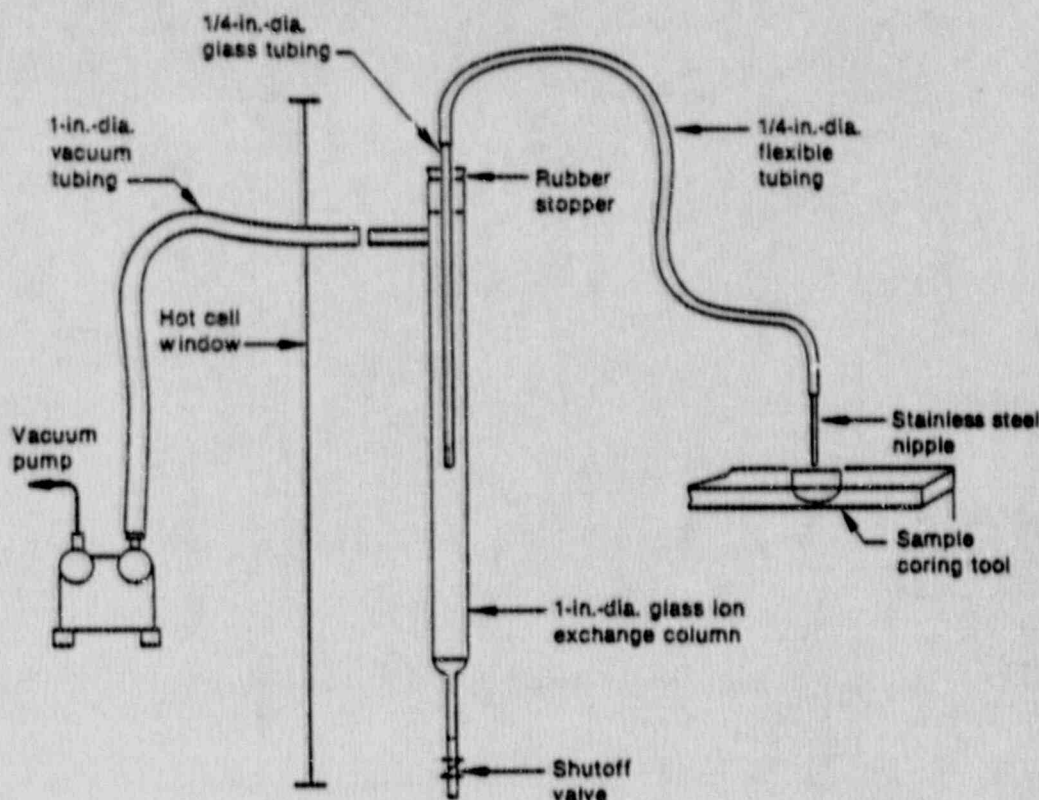 1/4-in.-dia.
glass tubing
1-in.-dia.
vacuum
tubing
1/4-in.-dia.
flexible
tubing
Rubber
stopper
Hot cell
window
Vacuum
pump
Stainless steel
nipple
Sample
coring tool
1-in.-dia. glass ion
exchange column
Shutoff
valve